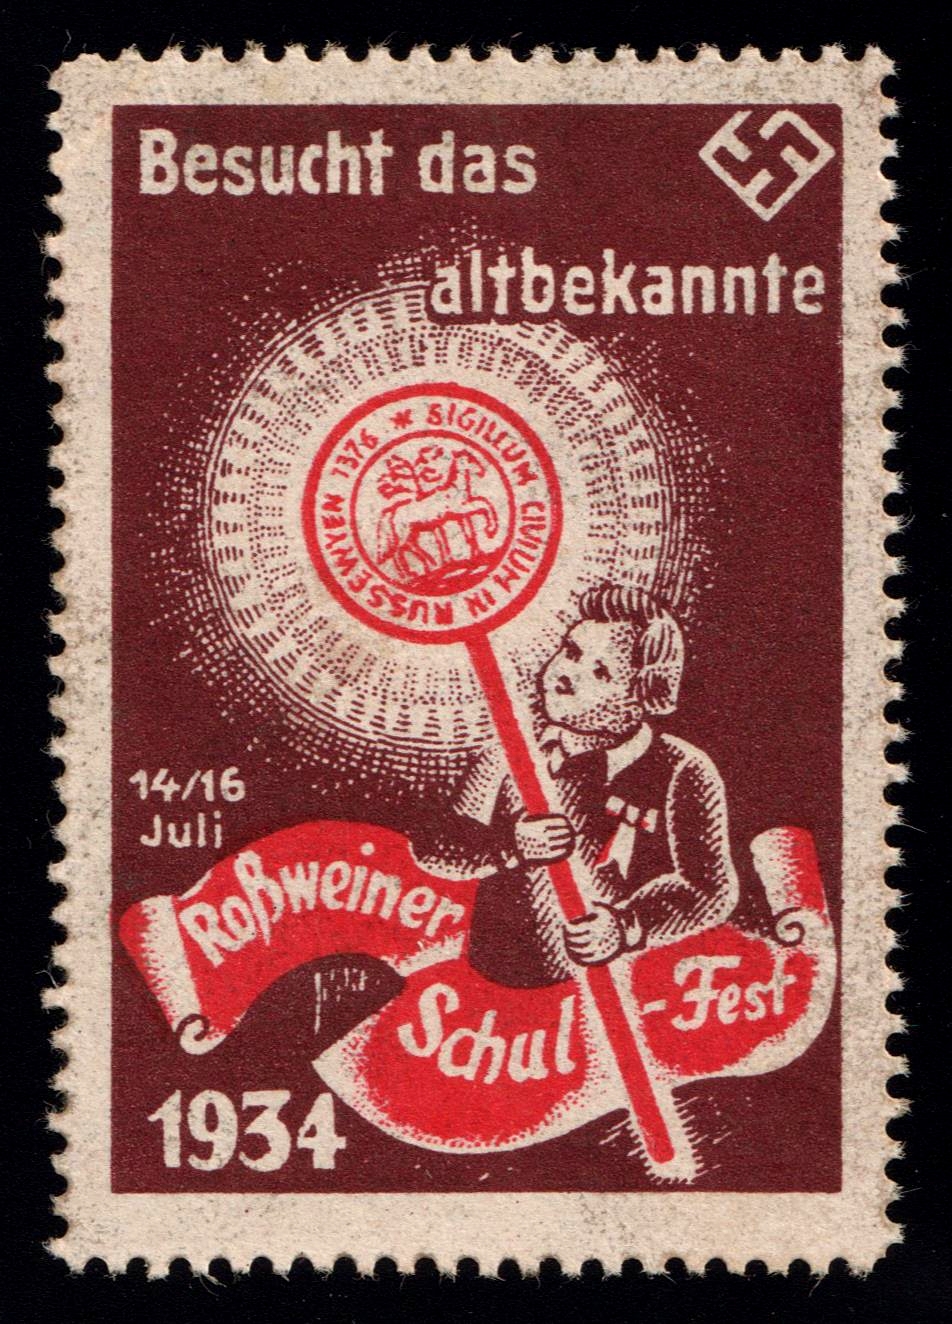 Besucht das
altbekannte
* SIGILLUM CIVIUM IN RUSSEWYEN 1376
14/16
Juli
Roßweiner
Schul-Fest
1934